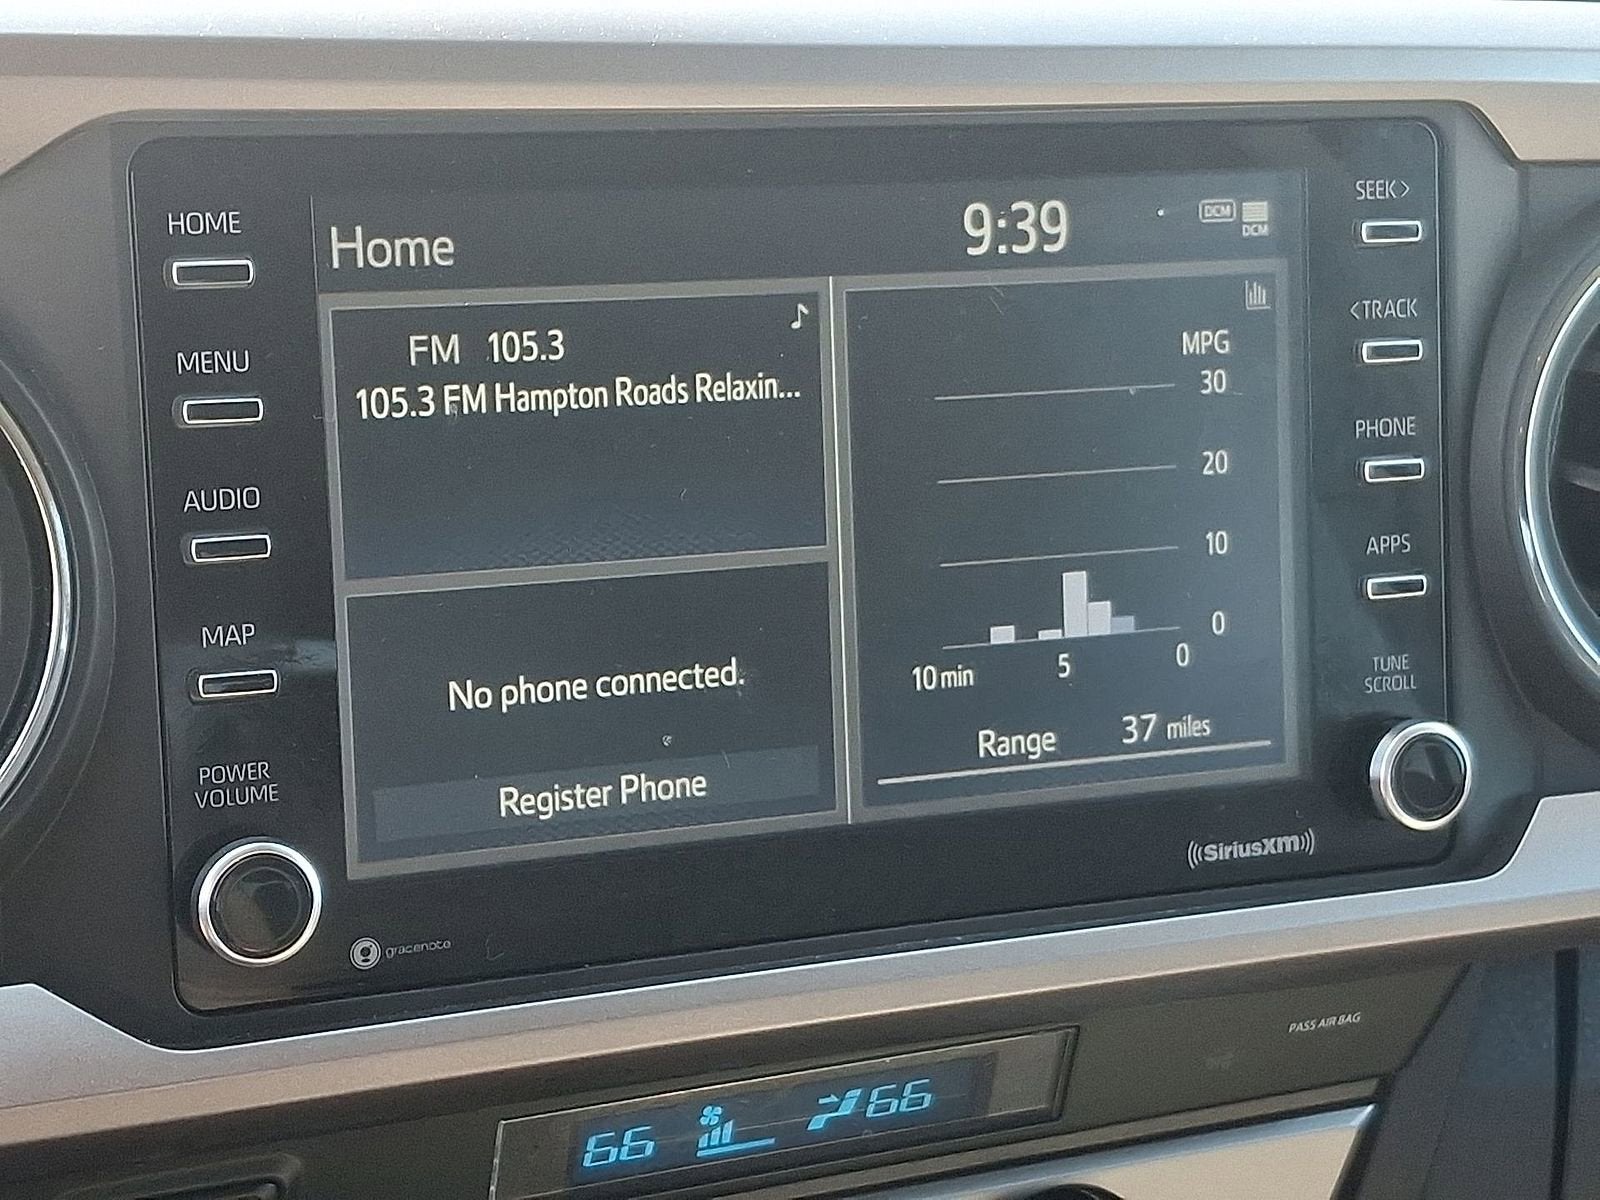 HOME
MENU
AUDIO
MAP
POWER
VOLUME
Home
9:39
DCM
DCM
FM 105.3
105.3 FM Hampton Roads Relaxin...
No phone connected.
Register Phone
MPG
30
20
10
0
10 min 5 0
Range 37 miles
SEEK>
<TRACK
PHONE
APPS
TUNE
SCROLL
gracenote
((SiriusXM))
PASS AIR BAG
66 66